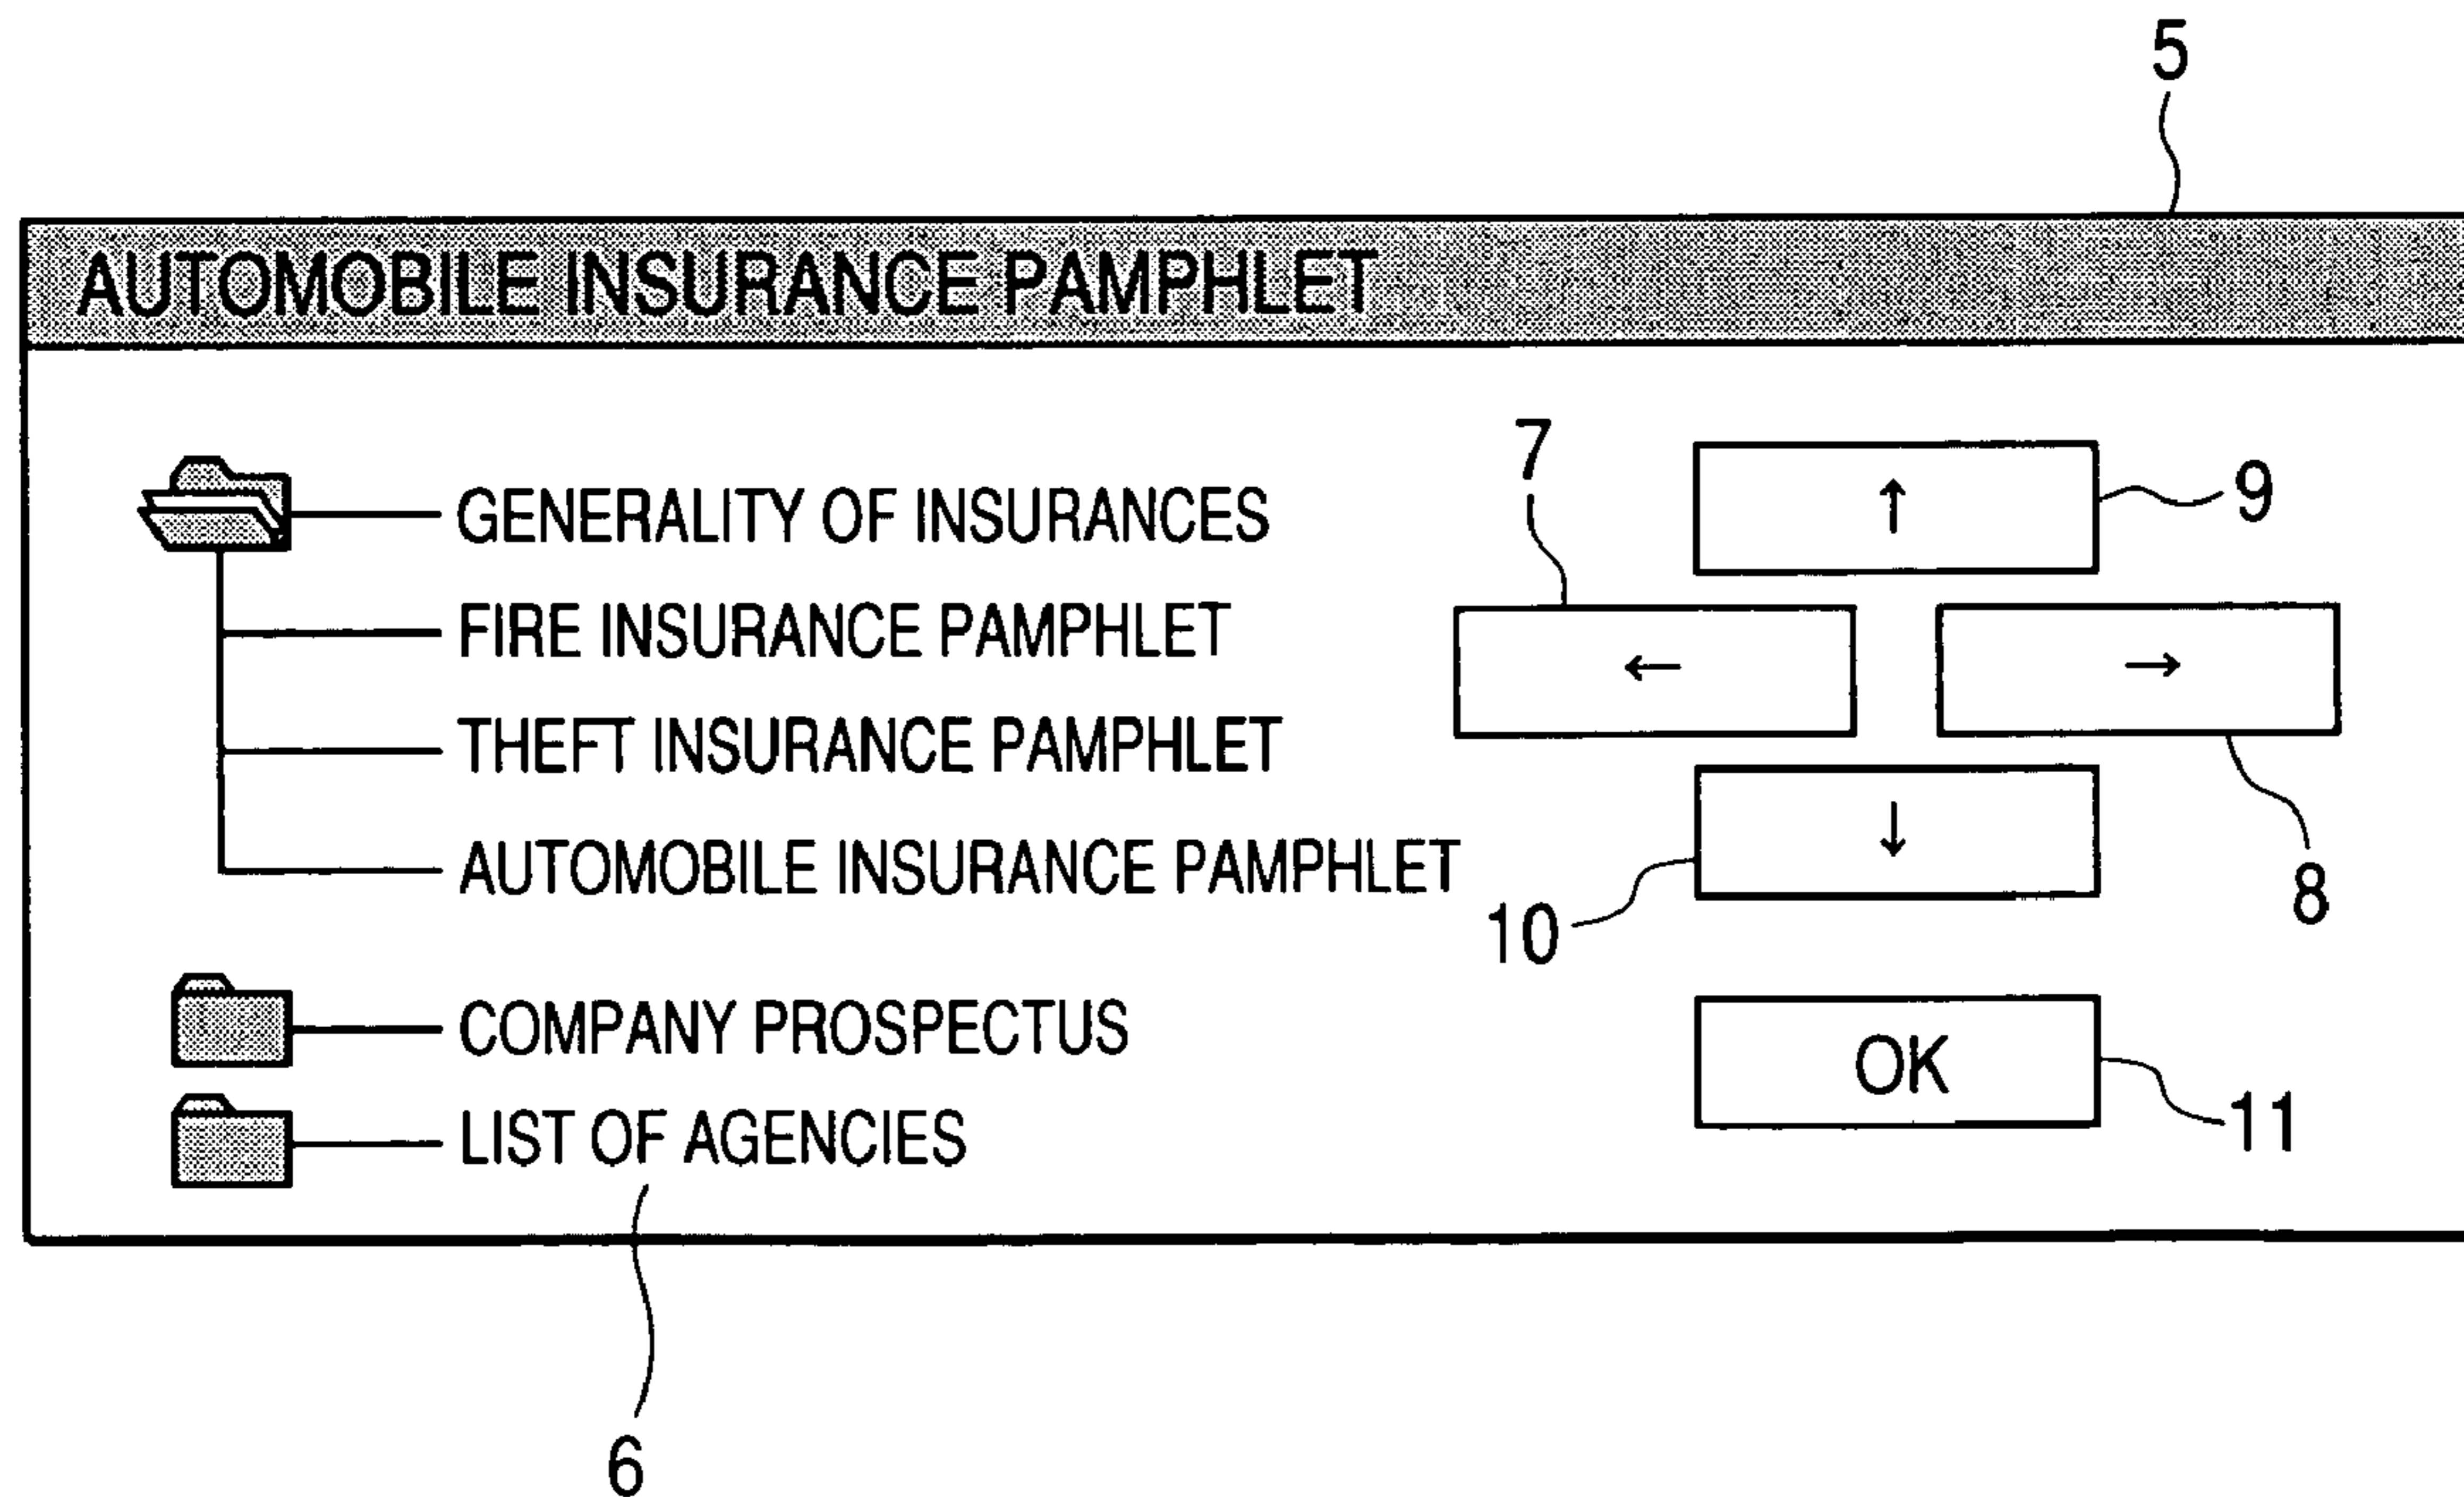 5
AUTOMOBILE INSURANCE PAMPHLET
GENERALITY OF INSURANCES
FIRE INSURANCE PAMPHLET
THEFT INSURANCE PAMPHLET
AUTOMOBILE INSURANCE PAMPHLET
COMPANY PROSPECTUS
LIST OF AGENCIES
6
7
↑
9
←
→
↓
8
10
OK
11